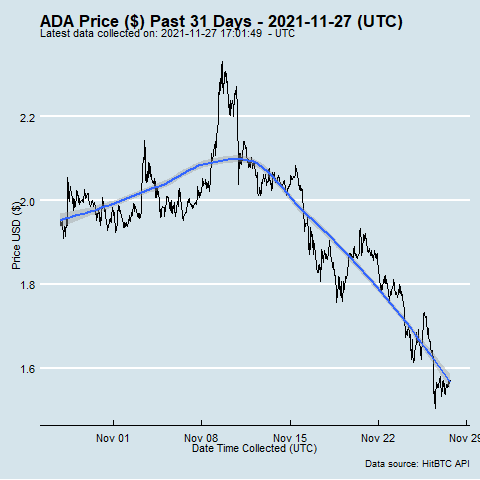 ADA Price ($) Past 31 Days - 2021-11-27 (UTC)
Latest data collected on: 2021-11-27 17:01:49 - UTC
2.2
2.0
1.8
1.6
Price USD ($)
Nov 01 Nov 08 Nov 15 Nov 22 Nov 29
Date Time Collected (UTC)
Data source: HitBTC API